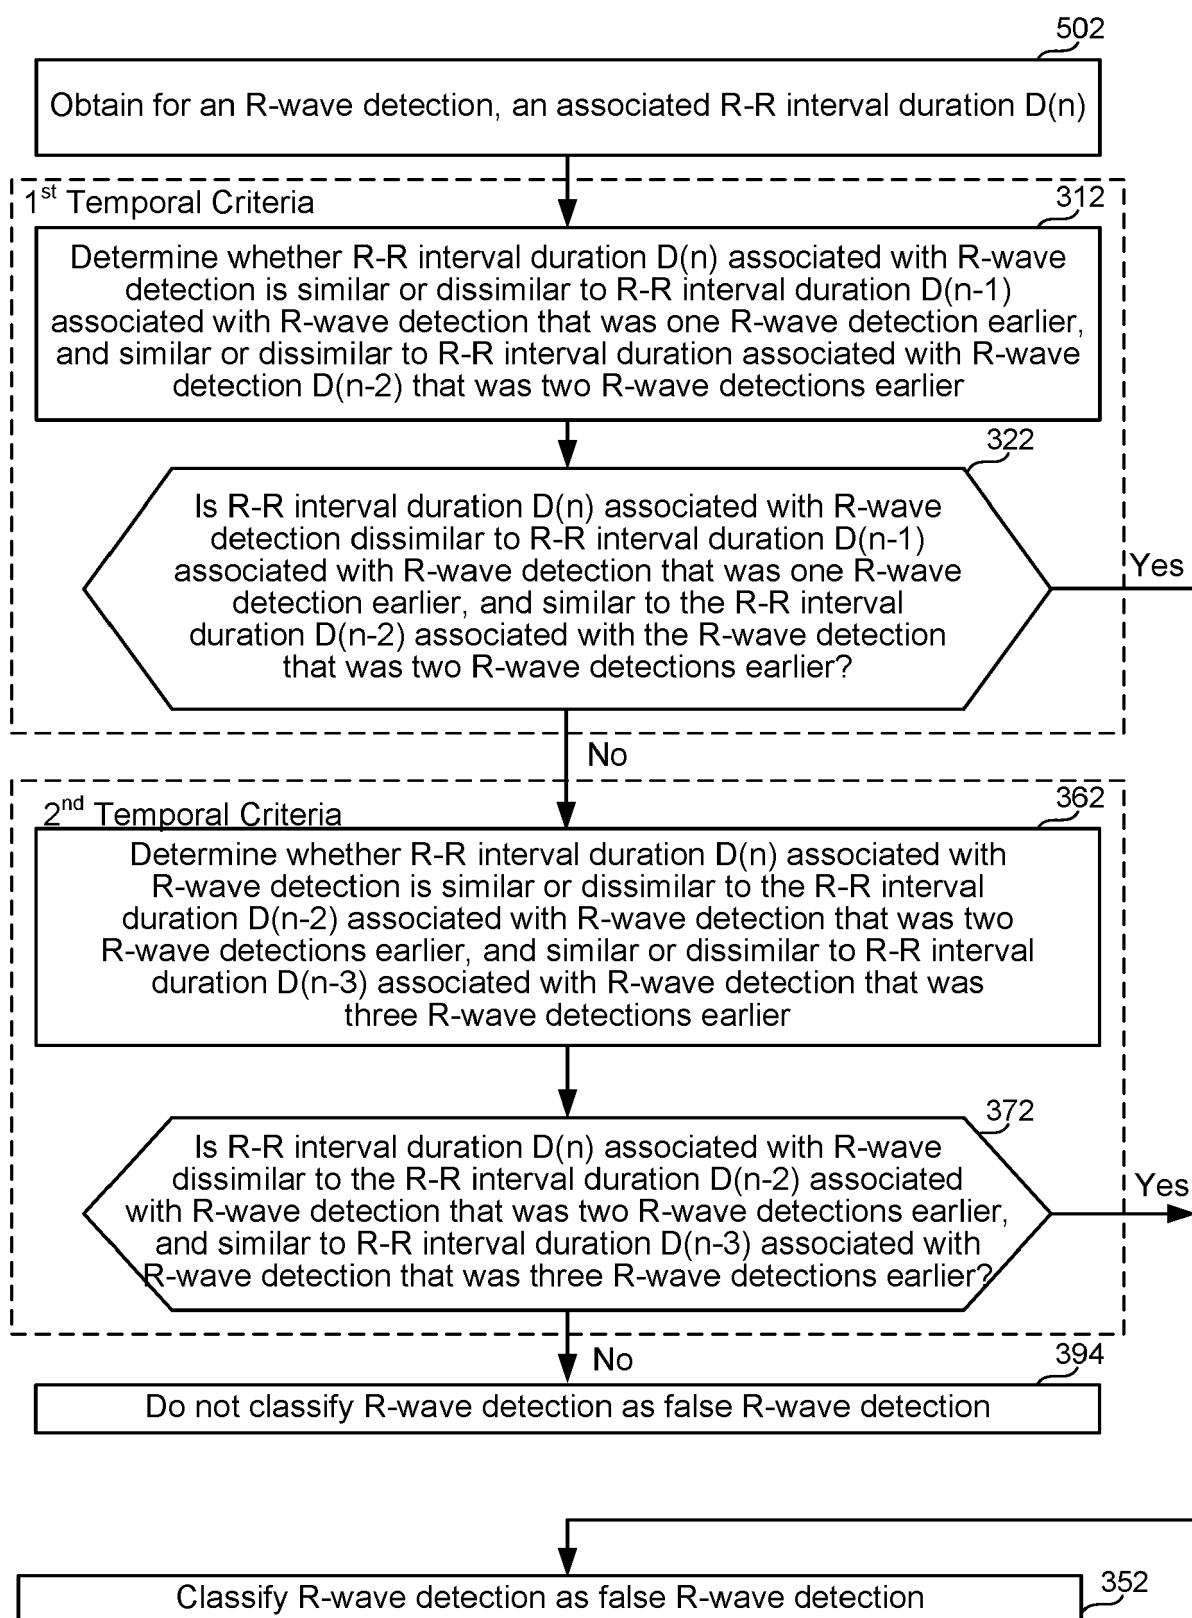 502
Obtain for an R-wave detection, an associated R-R interval duration D(n)
1st Temporal Criteria
312
Determine whether R-R interval duration D(n) associated with R-wave
detection is similar or dissimilar to R-R interval duration D(n-1)
associated with R-wave detection that was one R-wave detection earlier,
and similar or dissimilar to R-R interval duration associated with R-wave
detection D(n-2) that was two R-wave detections earlier
322
Is R-R interval duration D(n) associated with R-wave
detection dissimilar to R-R interval duration D(n-1)
associated with R-wave detection that was one R-wave
detection earlier, and similar to the R-R interval
duration D(n-2) associated with the R-wave detection
that was two R-wave detections earlier?
Yes
No
2nd Temporal Criteria
362
Determine whether R-R interval duration D(n) associated with
R-wave detection is similar or dissimilar to the R-R interval
duration D(n-2) associated with R-wave detection that was two
R-wave detections earlier, and similar or dissimilar to R-R interval
duration D(n-3) associated with R-wave detection that was
three R-wave detections earlier
372
Is R-R interval duration D(n) associated with R-wave
dissimilar to the R-R interval duration D(n-2) associated
with R-wave detection that was two R-wave detections earlier,
and similar to R-R interval duration D(n-3) associated with
R-wave detection that was three R-wave detections earlier?
Yes
No
394
Do not classify R-wave detection as false R-wave detection
Classify R-wave detection as false R-wave detection
352